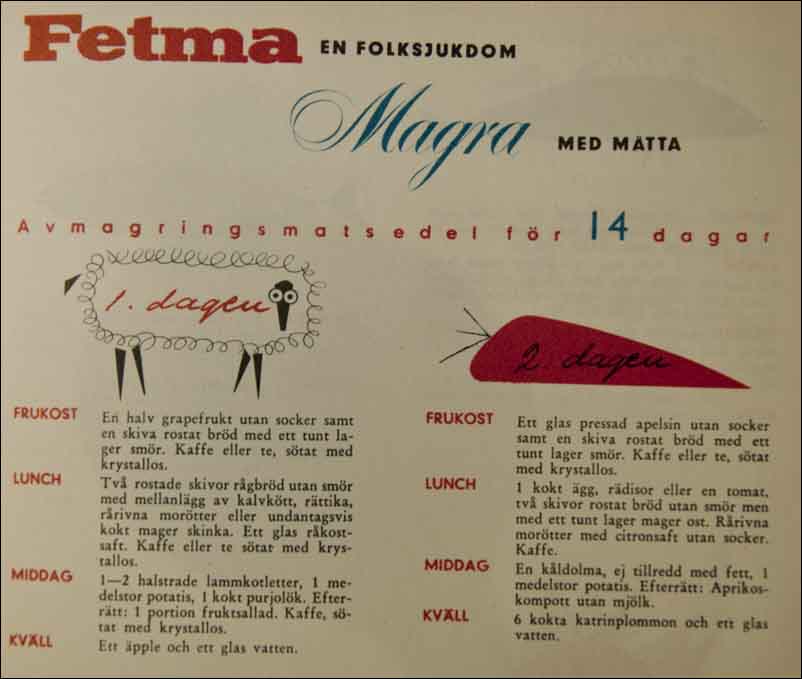 Fetma EN FOLKSJUKDOM
Magra MED MÄTTA
Avmagringsmatsedel för 14 dagar
1. dagen
FRUKOST En halv grapefrukt utan socker samt
en skiva rostat bröd med ett tunt la-
ger smör. Kaffe eller te, sötat med
krystallos.
LUNCH Två rostade skivor rågbröd utan smör
med mellanlägg av kalvkött, rättika,
rårivna morötter eller undantagsvis
kokt mager skinka. Ett glas råkost-
saft. Kaffe eller te sötat med krys-
tallos.
MIDDAG 1—2 halstrade lammkotletter, 1 me-
delstor potatis, 1 kokt purjolök. Efter-
rätt: 1 portion fruktsallad. Kaffe, sö-
tat med krystallos.
KVÄLL Ett äpple och ett glas vatten.
2. dagen
FRUKOST Ett glas pressad apelsin utan socker
samt en skiva rostat bröd med ett
tunt lager smör. Kaffe eller te, sötat
med krystallos.
LUNCH 1 kokt ägg, rädisor eller en tomat,
två skivor rostat bröd utan smör men
med ett tunt lager mager ost. Rårivna
morötter med citronsaft utan socker.
Kaffe.
MIDDAG En kåldolma, ej tillredd med fett, 1
medelstor potatis. Efterrätt: Aprikos-
kompott utan mjölk.
KVÄLL 6 kokta katrinplommon och ett glas
vatten.